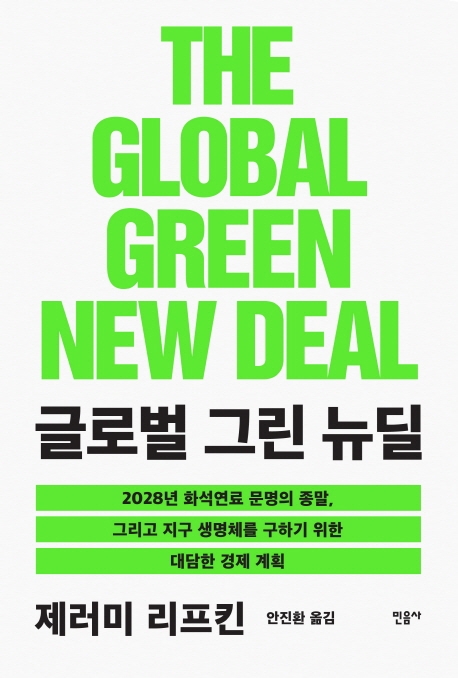 THE
GLOBAL
GREEN
NEW DEAL
글로벌 그린 뉴딜
2028년 화석연료 문명의 종말,
그리고 지구 생명체를 구하기 위한
대담한 경제 계획
제러미 리프킨 안진환 옮김 민음사